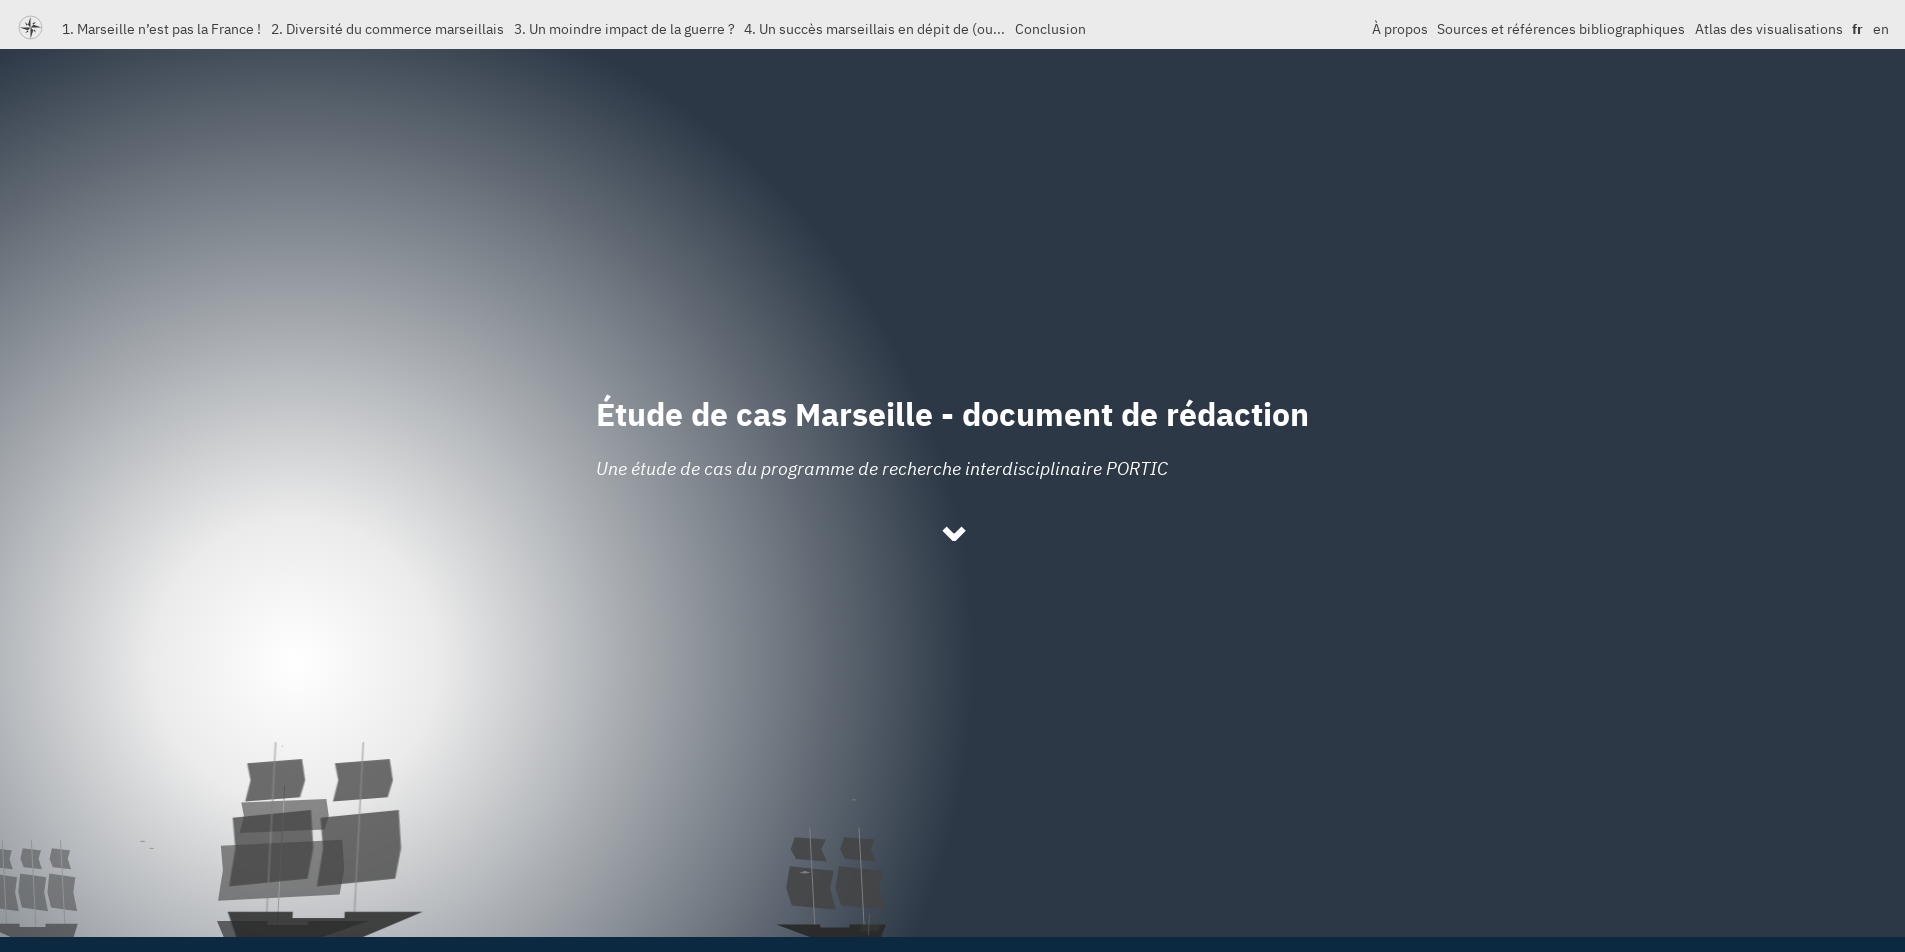 1. Marseille n’est pas la France ! 2. Diversité du commerce marseillais 3. Un moindre impact de la guerre ? 4. Un succès marseillais en dépit de (ou... Conclusion À propos Sources et références bibliographiques Atlas des visualisations fr en
Étude de cas Marseille - document de rédaction
Une étude de cas du programme de recherche interdisciplinaire PORTIC